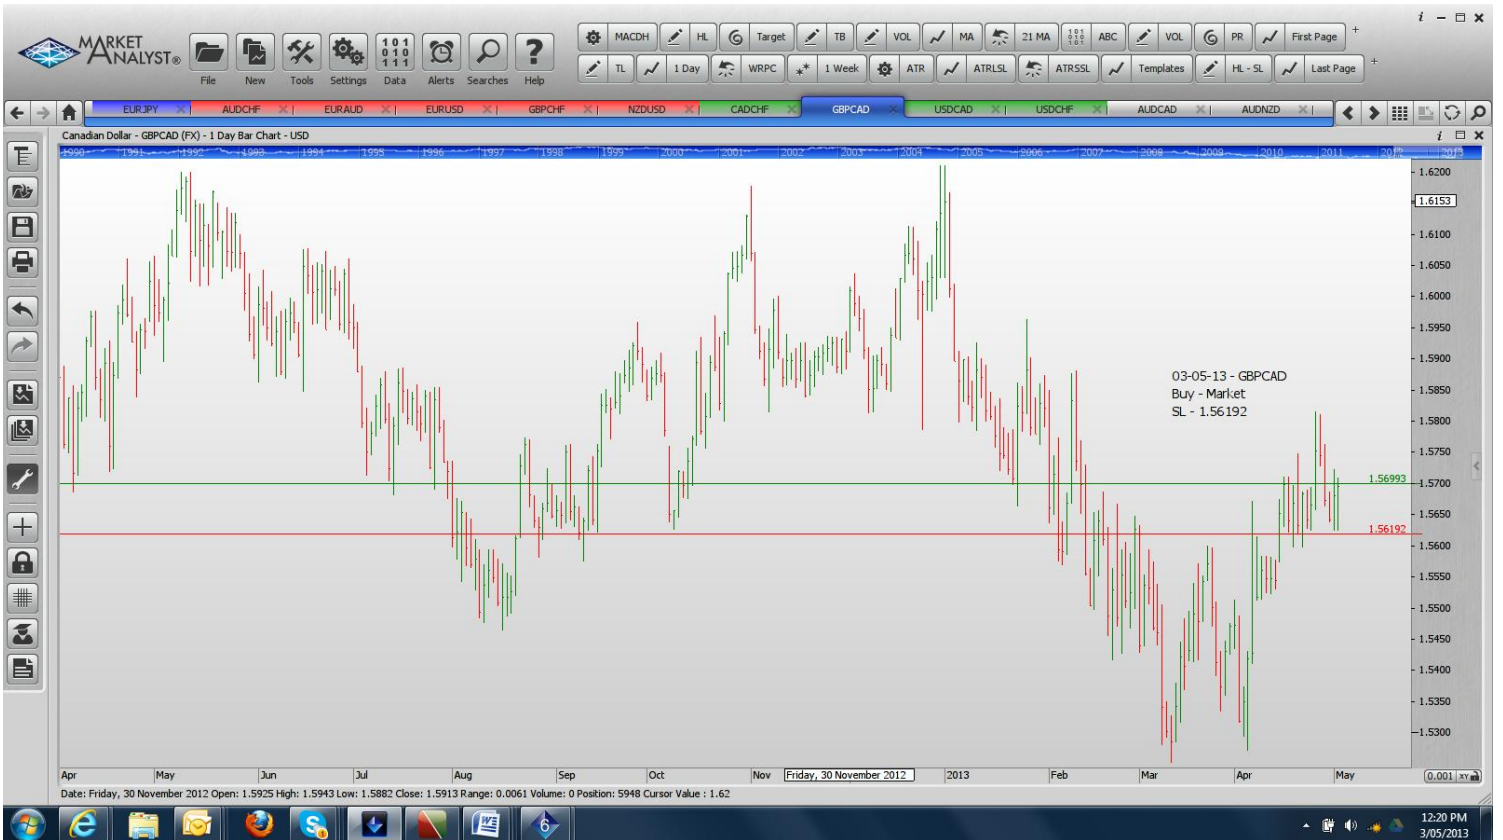 i
MARKET
ANALYST®
MACDH HL Target TB VOL MA 21 MA ABC VOL PR First Page +
TL 1 Day WRPC 1 Week ATR ATRLSL ATRSSL Templates HL - SL Last Page +
File New Tools Settings Data Alerts Searches Help
EURJPY AUDCHF EURAUD EURUSD GBPCHF NZDUSD CADCHF GBPCAD USDCAD USDCHF AUDCAD AUDNZD
Canadian Dollar - GBPCAD (FX) - 1 Day Bar Chart - USD
1990 1991 1992 1993 1994 1995 1996 1997 1998 1999 2000 2001 2002 2003 2004 2005 2006 2007 2008 2009 2010 2011 2012 2013
1.6200
1.6153
1.6100
1.6050
1.6000
1.5950
1.5900
03-05-13 - GBPCAD
Buy - Market
SL - 1.56192
1.5850
1.5800
1.5750
1.56993
1.5700
1.5650
1.56192
1.5600
1.5550
1.5500
1.5450
1.5400
1.5350
1.5300
Apr May Jun Jul Aug Sep Oct Nov Friday, 30 November 2012 2013 Feb Mar Apr May
0.001 XY
Date: Friday, 30 November 2012 Open: 1.5925 High: 1.5943 Low: 1.5882 Close: 1.5913 Range: 0.0061 Volume: 0 Position: 5948 Cursor Value : 1.62
12:20 PM
3/05/2013